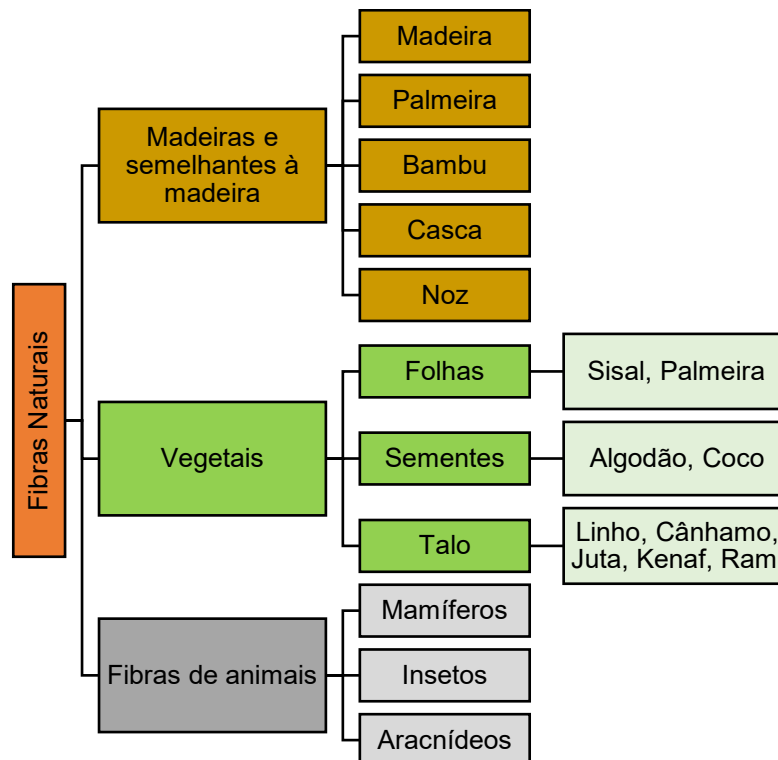 Fibras Naturais
Madeiras e
semelhantes à
madeira
Madeira
Palmeira
Bambu
Casca
Noz
Vegetais
Folhas
Sisal, Palmeira
Sementes
Algodão, Coco
Talo
Linho, Cânhamo,
Juta, Kenaf, Rami
Fibras de animais
Mamíferos
Insetos
Aracnídeos